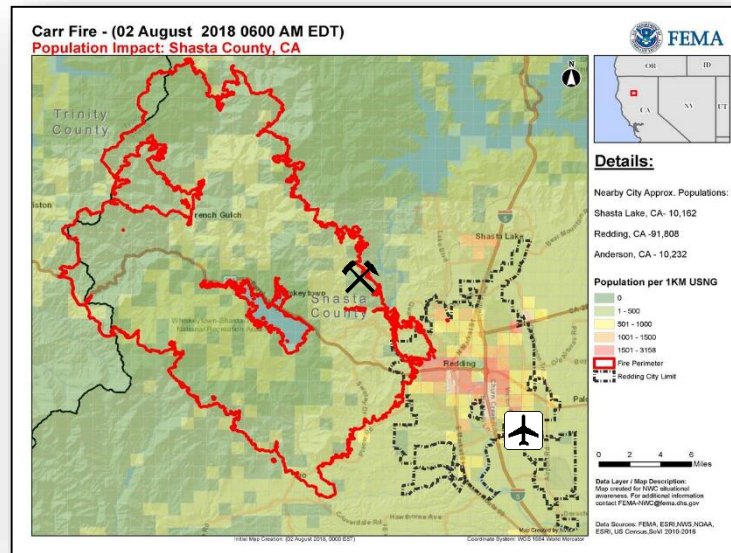 Carr Fire - (02 August 2018 0600 AM EDT)
Population Impact: Shasta County, CA
FEMA
OR
ID
CA
NV
UT
N
Trinity
County
French Gulch
Shasta
County
Shasta Lake
Redding
5
5
Details:
Nearby City Approx. Populations:
Shasta Lake, CA- 10,162
Redding, CA -91,808
Anderson, CA - 10,232
Population per 1KM USNG
0
1 - 500
501 - 1000
1001 - 1500
1501 - 3158
Fire Perimeter
Redding City Limit
0 2 4 6
Miles
Data Layer / Map Description:
Map created for NWC situational
awareness. For additional information
contact FEMA-NWC@fema.dhs.gov
Data Sources: FEMA, ESRI,NWS,NOAA,
ESRI, US Census,SoVI 2010-2016
Initial Map Creation: (02 August, 2018, 0000 EST)
Coordinate System: WGS 1984 World Mercator